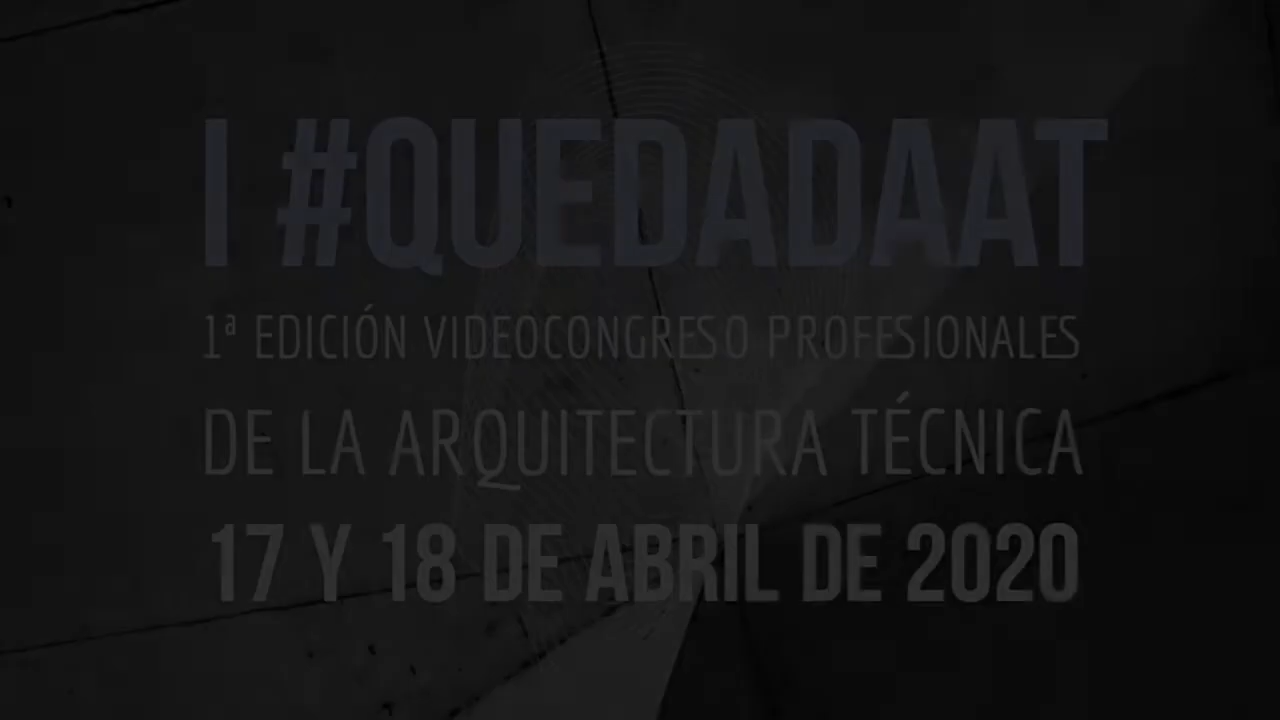 I #QUEDADAAT
1ª EDICIÓN VIDEOCONGRESO PROFESIONALES
DE LA ARQUITECTURA TÉCNICA
17 Y 18 DE ABRIL DE 2020